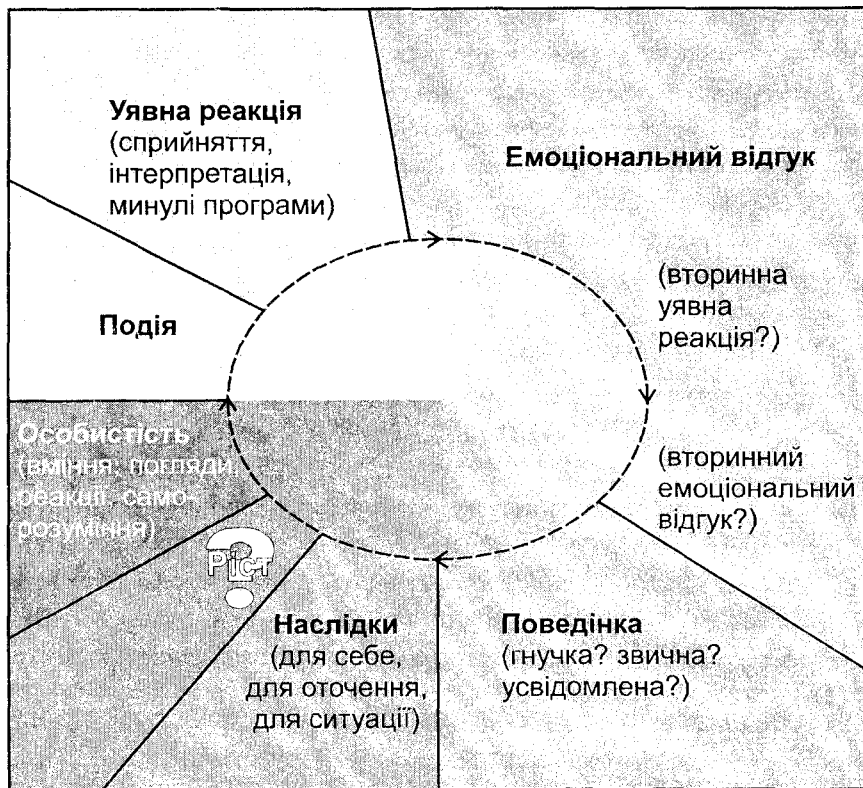 Уявна реакція
(сприйняття,
інтерпретація,
минулі програми)
Емоціональний відгук
(вторинна
уявна
реакція?)
(вторинний
емоціональний
відгук?)
Подія
Особистість
(вміння, погляди,
реакції, само-
розуміння)
?
Ріст
Наслідки
(для себе,
для оточення,
для ситуації)
Поведінка
(гнучка? звична?
усвідомлена?)